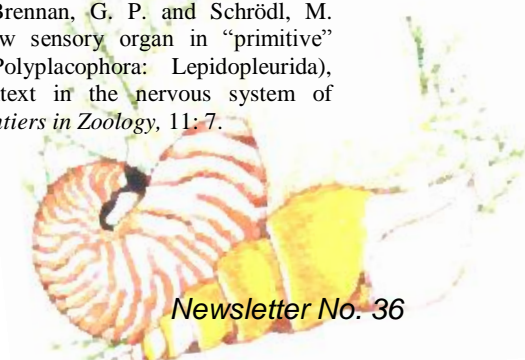 Brennan, G. P. and Schrödl, M.
w sensory organ in “primitive”
Polyplacophora: Lepidopleurida),
text in the nervous system of
ntiers in Zoology, 11: 7.
Newsletter No. 36